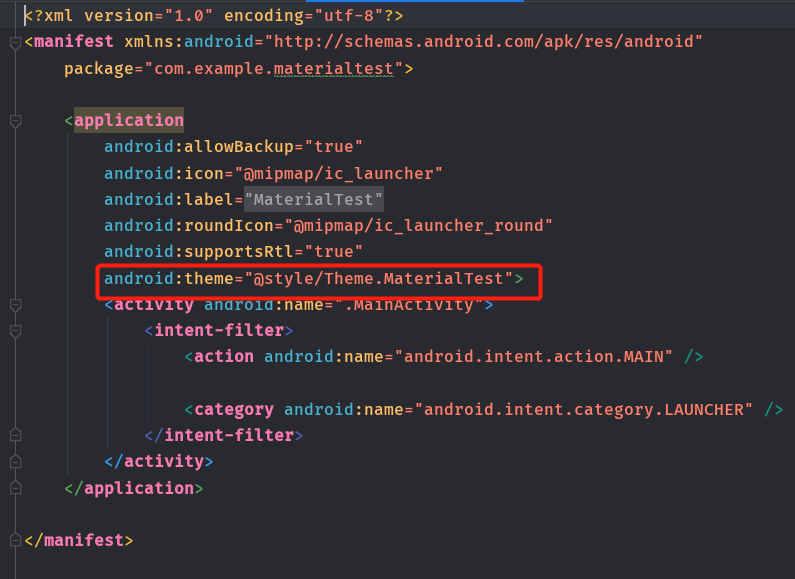 <?xml version="1.0" encoding="utf-8"?>
<manifest xmlns:android="http://schemas.android.com/apk/res/android"
package="com.example.materialtest">
<application
android:allowBackup="true"
android:icon="@mipmap/ic_launcher"
android:label="MaterialTest"
android:roundIcon="@mipmap/ic_launcher_round"
android:supportsRtl="true"
android:theme="@style/Theme.MaterialTest">
<activity android:name=".MainActivity">
<intent-filter>
<action android:name="android.intent.action.MAIN" />
<category android:name="android.intent.category.LAUNCHER" />
</intent-filter>
</activity>
</application>
</manifest>